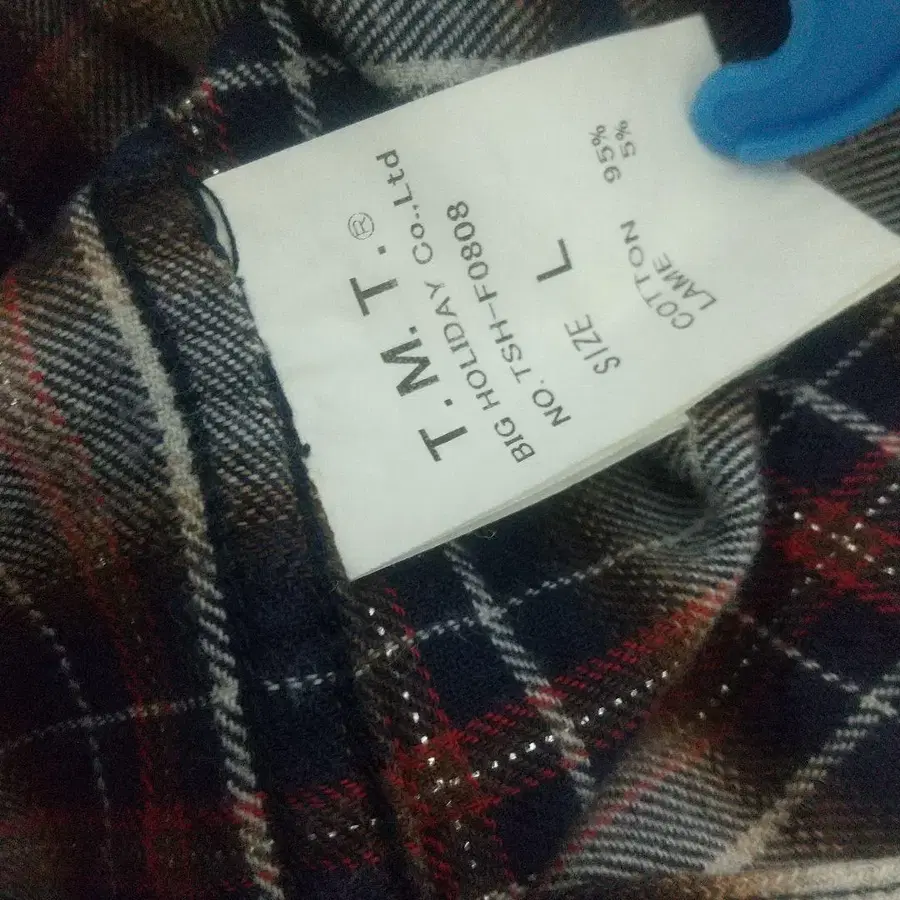 T.M.T.®
BIG HOLIDAY Co.,Ltd
NO.TSH-F0808
SIZE L
COTTON 95%
LAME 5%